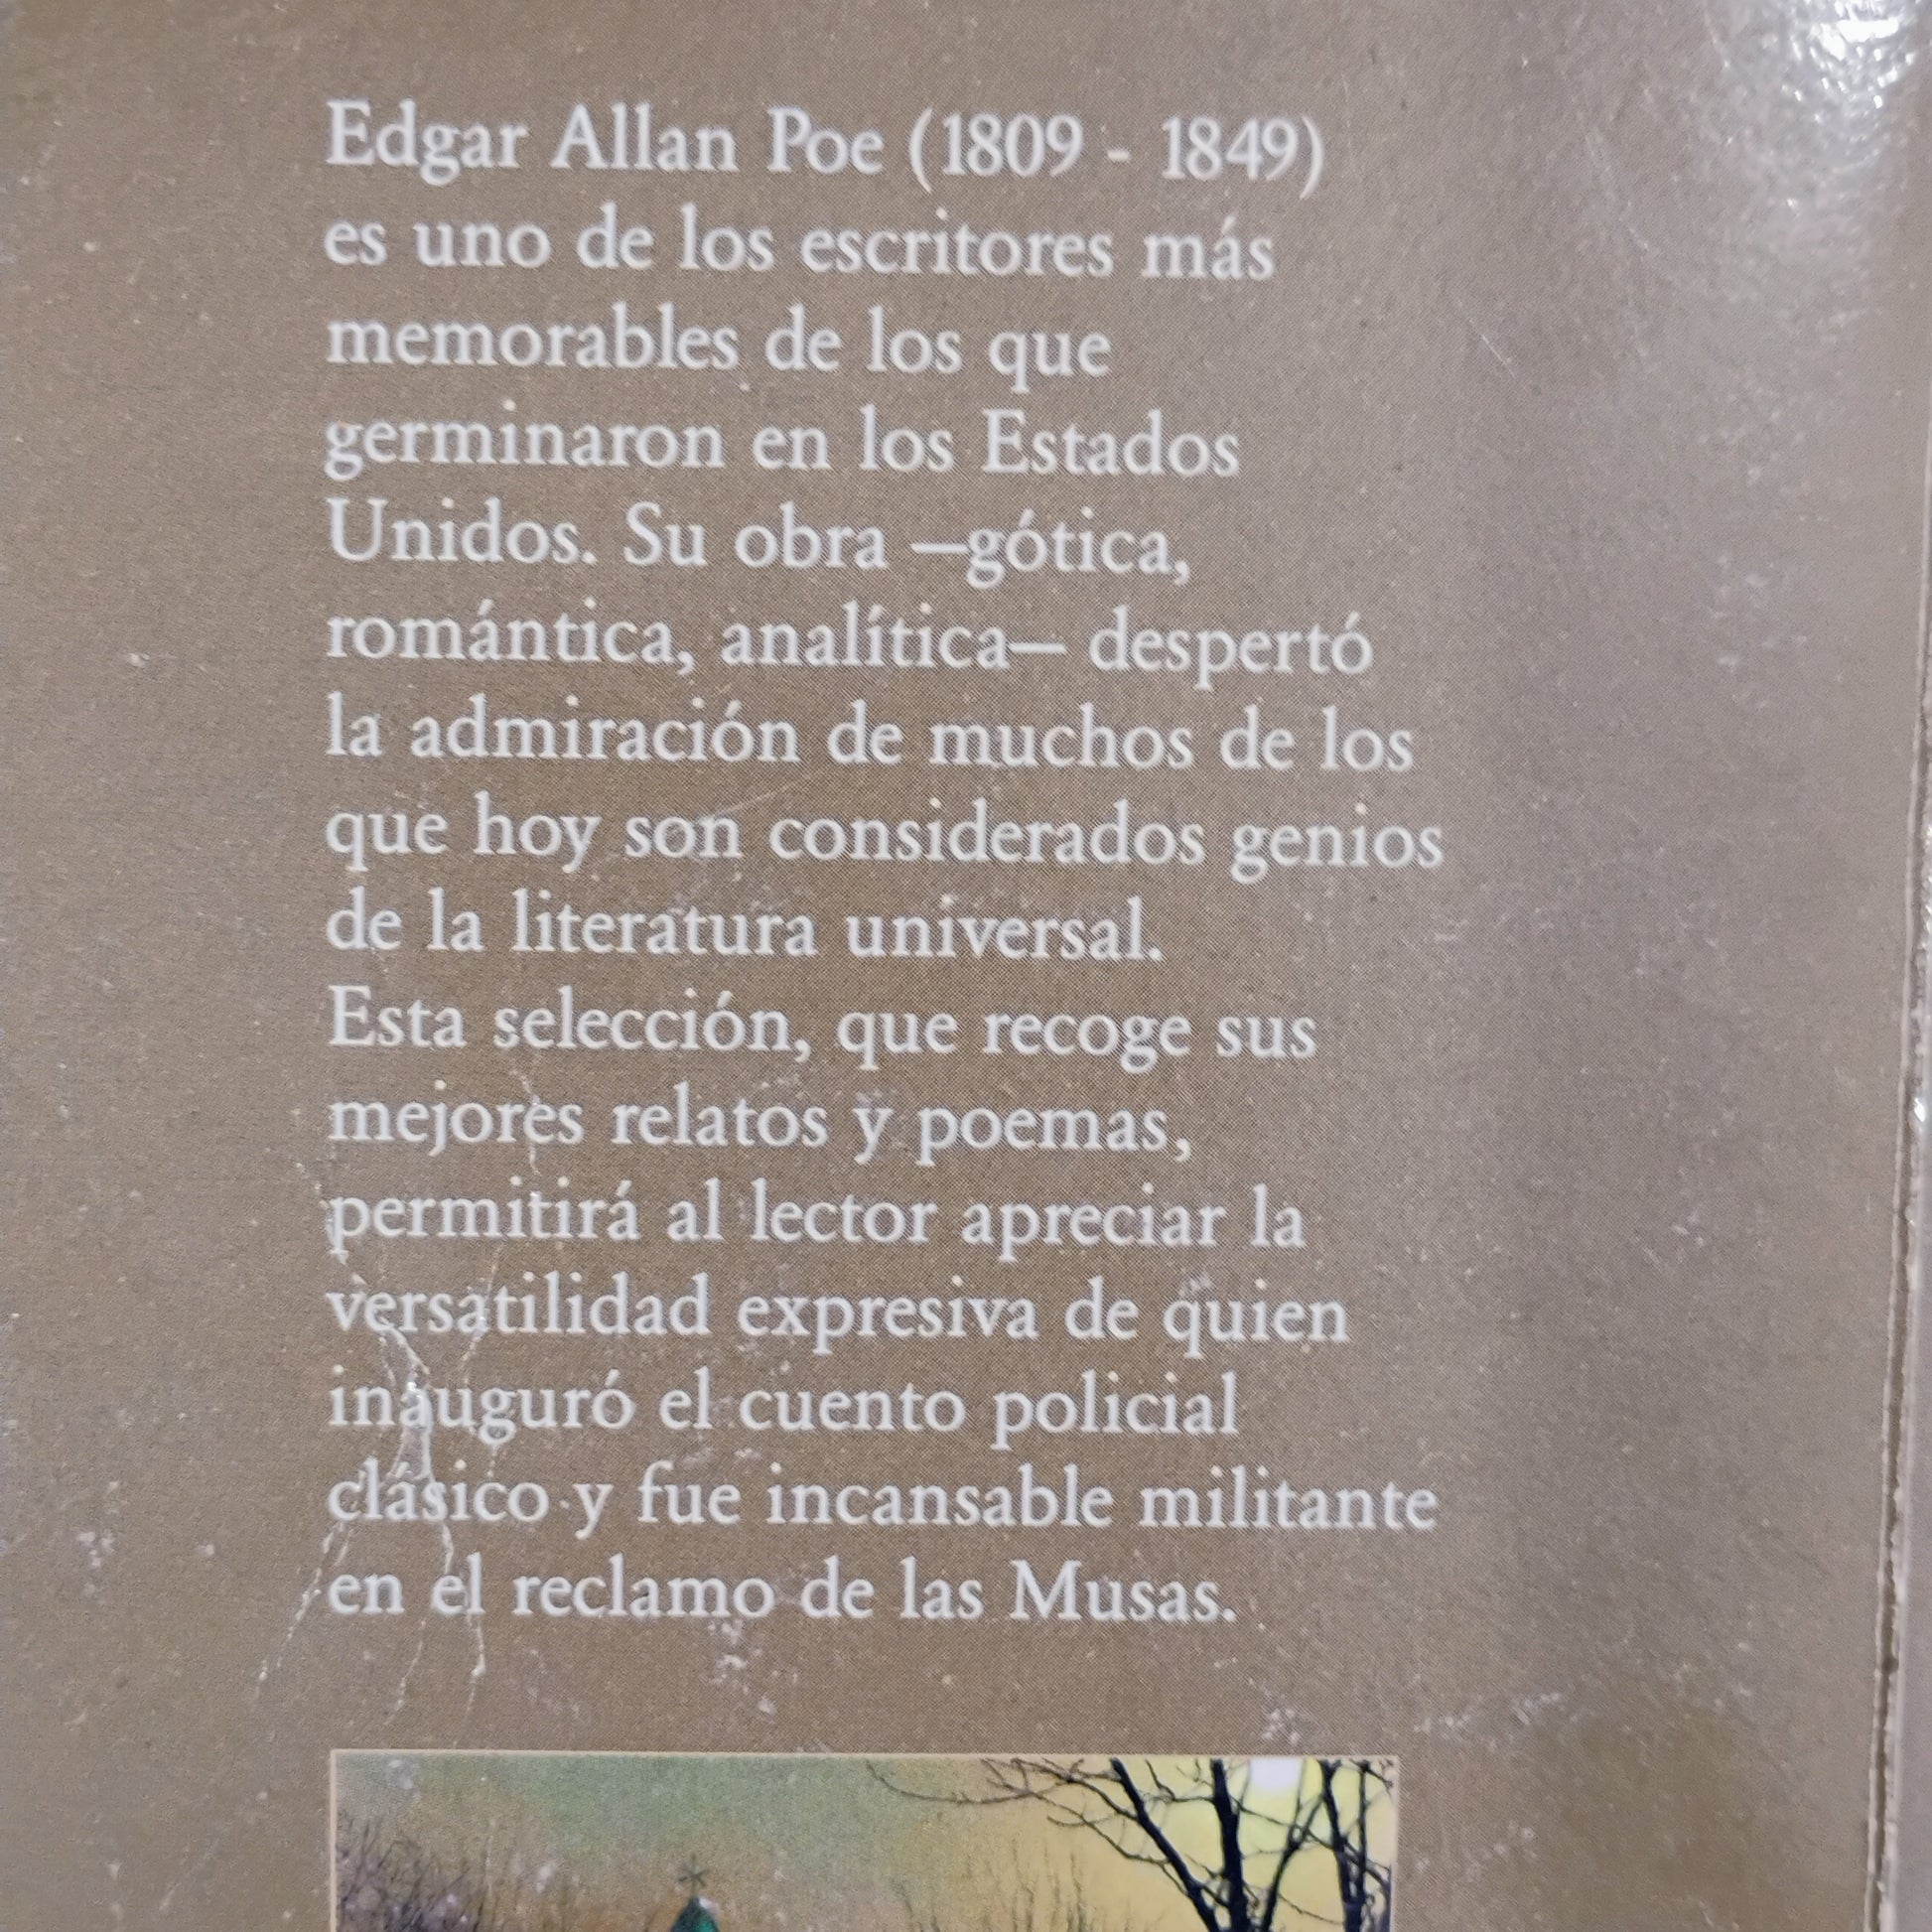 Edgar Allan Poe (1809 - 1849)
es uno de los escritores más
memorables de los que
germinaron en los Estados
Unidos. Su obra –gótica,
romántica, analítica– despertó
la admiración de muchos de los
que hoy son considerados genios
de la literatura universal.
Esta selección, que recoge sus
mejores relatos y poemas,
permitirá al lector apreciar la
versatilidad expresiva de quien
inauguró el cuento policial
clásico y fue incansable militante
en el reclamo de las Musas.